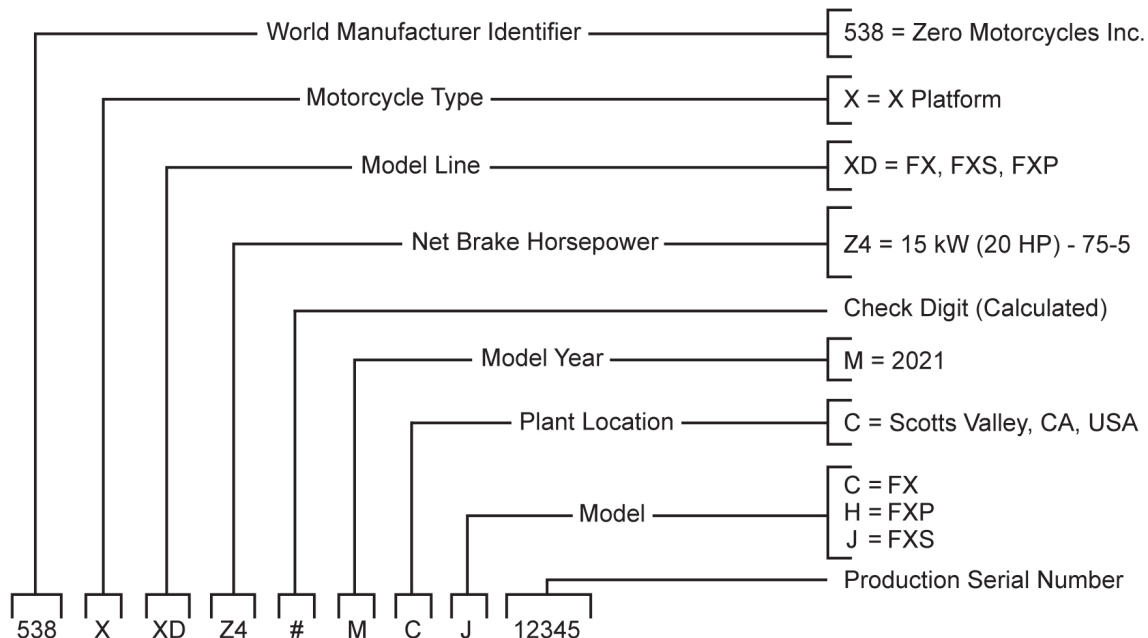 World Manufacturer Identifier
538 = Zero Motorcycles Inc.
Motorcycle Type
X = X Platform
Model Line
XD = FX, FXS, FXP
Net Brake Horsepower
Z4 = 15 kW (20 HP) - 75-5
Check Digit (Calculated)
Model Year
M = 2021
Plant Location
C = Scotts Valley, CA, USA
Model
C = FX
H = FXP
J = FXS
Production Serial Number
538 X XD Z4 # M C J 12345